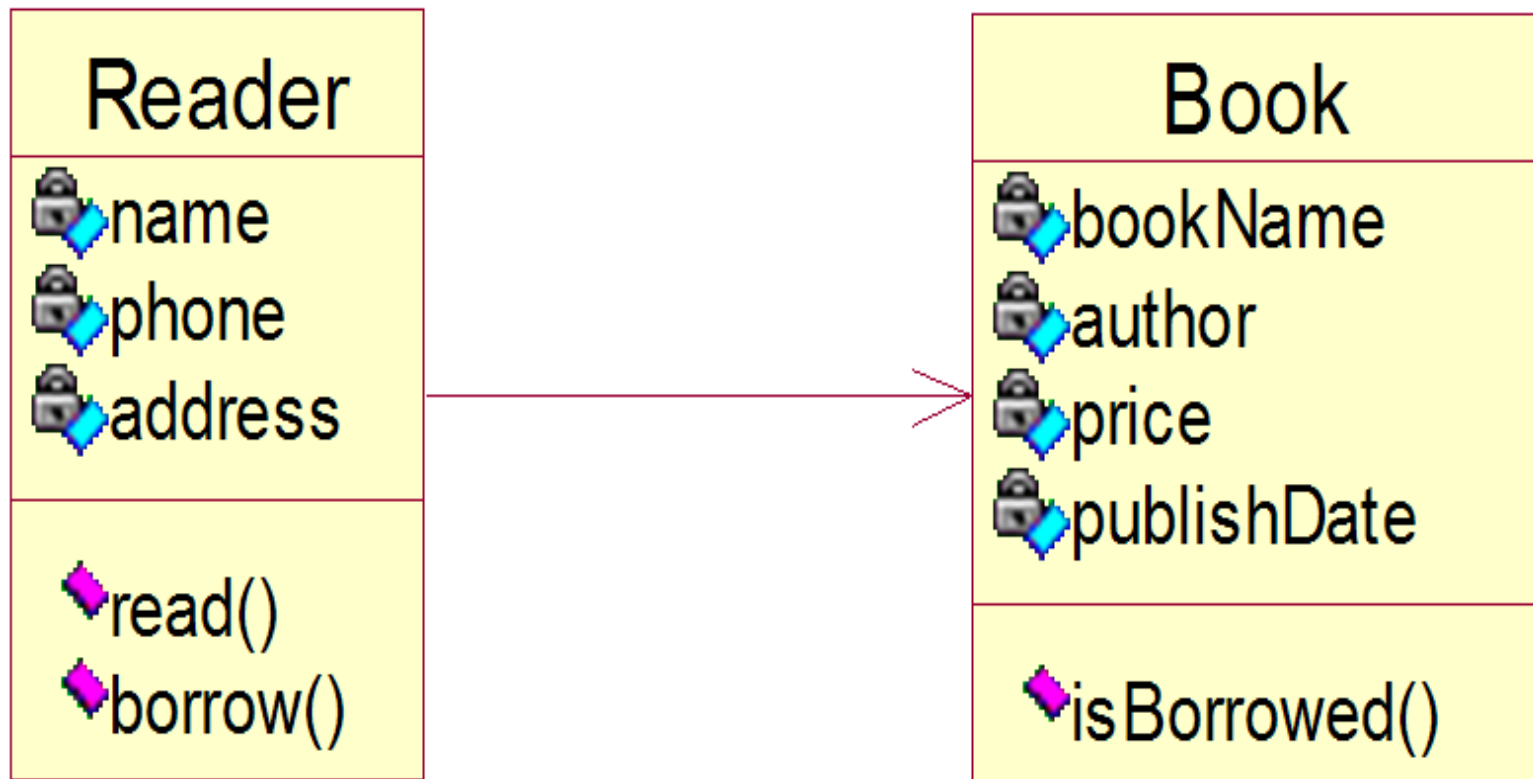 Reader
name
phone
address
read()
borrow()
Book
bookName
author
price
publishDate
isBorrowed()